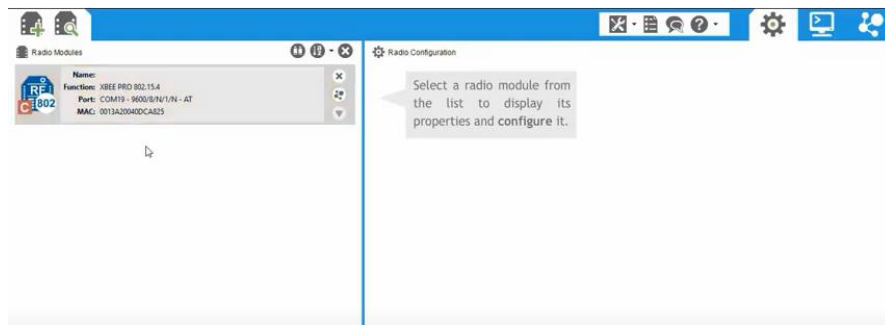 Radio Modules
Name:
Function: XBEE PRO 802.15.4
Port: COM19 - 9600/8/N/1/N - AT
MAC: 0013A20040DCA825
RF
C 802
Radio Configuration
Select a radio module from
the list to display its
properties and configure it.